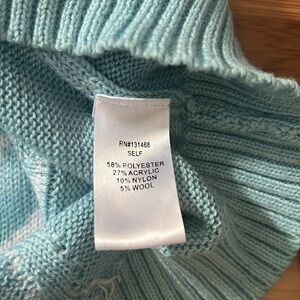 RN#131468
SELF
58% POLYESTER
27% ACRYLIC
10% NYLON
5% WOOL